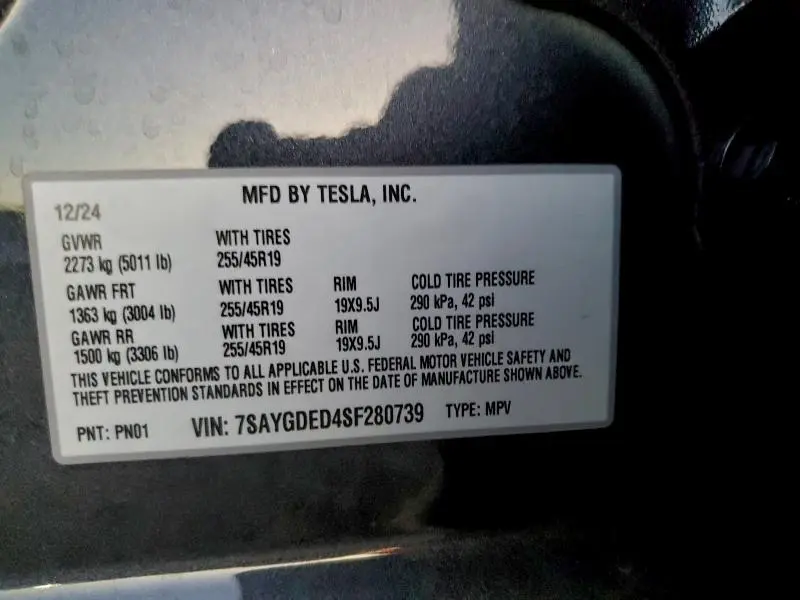 MFD BY TESLA, INC.
12/24
GVWR WITH TIRES
2273 kg (5011 lb) 255/45R19
GAWR FRT WITH TIRES RIM COLD TIRE PRESSURE
1363 kg (3004 lb) 255/45R19 19X9.5J 290 kPa, 42 psi
GAWR RR WITH TIRES RIM COLD TIRE PRESSURE
1500 kg (3306 lb) 255/45R19 19X9.5J 290 kPa, 42 psi
THIS VEHICLE CONFORMS TO ALL APPLICABLE U.S. FEDERAL MOTOR VEHICLE SAFETY AND
THEFT PREVENTION STANDARDS IN EFFECT ON THE DATE OF MANUFACTURE SHOWN ABOVE.
PNT: PN01 VIN: 7SAYGDED4SF280739 TYPE: MPV